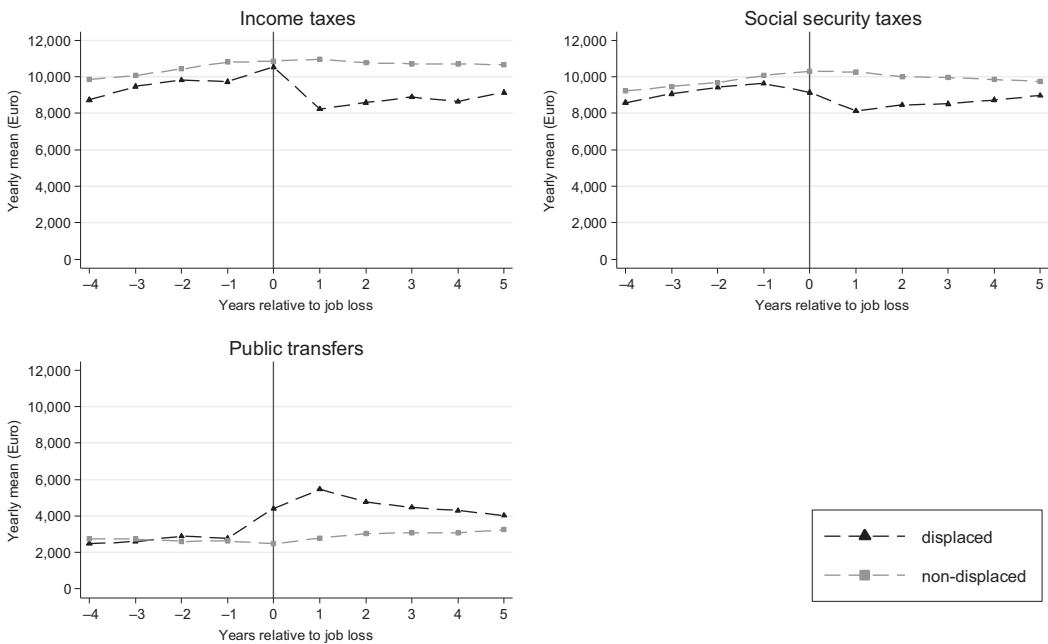 Income taxes
12,000
10,000
8,000
6,000
4,000
2,000
0
Yearly mean (Euro)
–4 –3 –2 –1 0 1 2 3 4 5
Years relative to job loss
Social security taxes
12,000
10,000
8,000
6,000
4,000
2,000
0
Yearly mean (Euro)
–4 –3 –2 –1 0 1 2 3 4 5
Years relative to job loss
Public transfers
12,000
10,000
8,000
6,000
4,000
2,000
0
Yearly mean (Euro)
–4 –3 –2 –1 0 1 2 3 4 5
Years relative to job loss
displaced
non-displaced